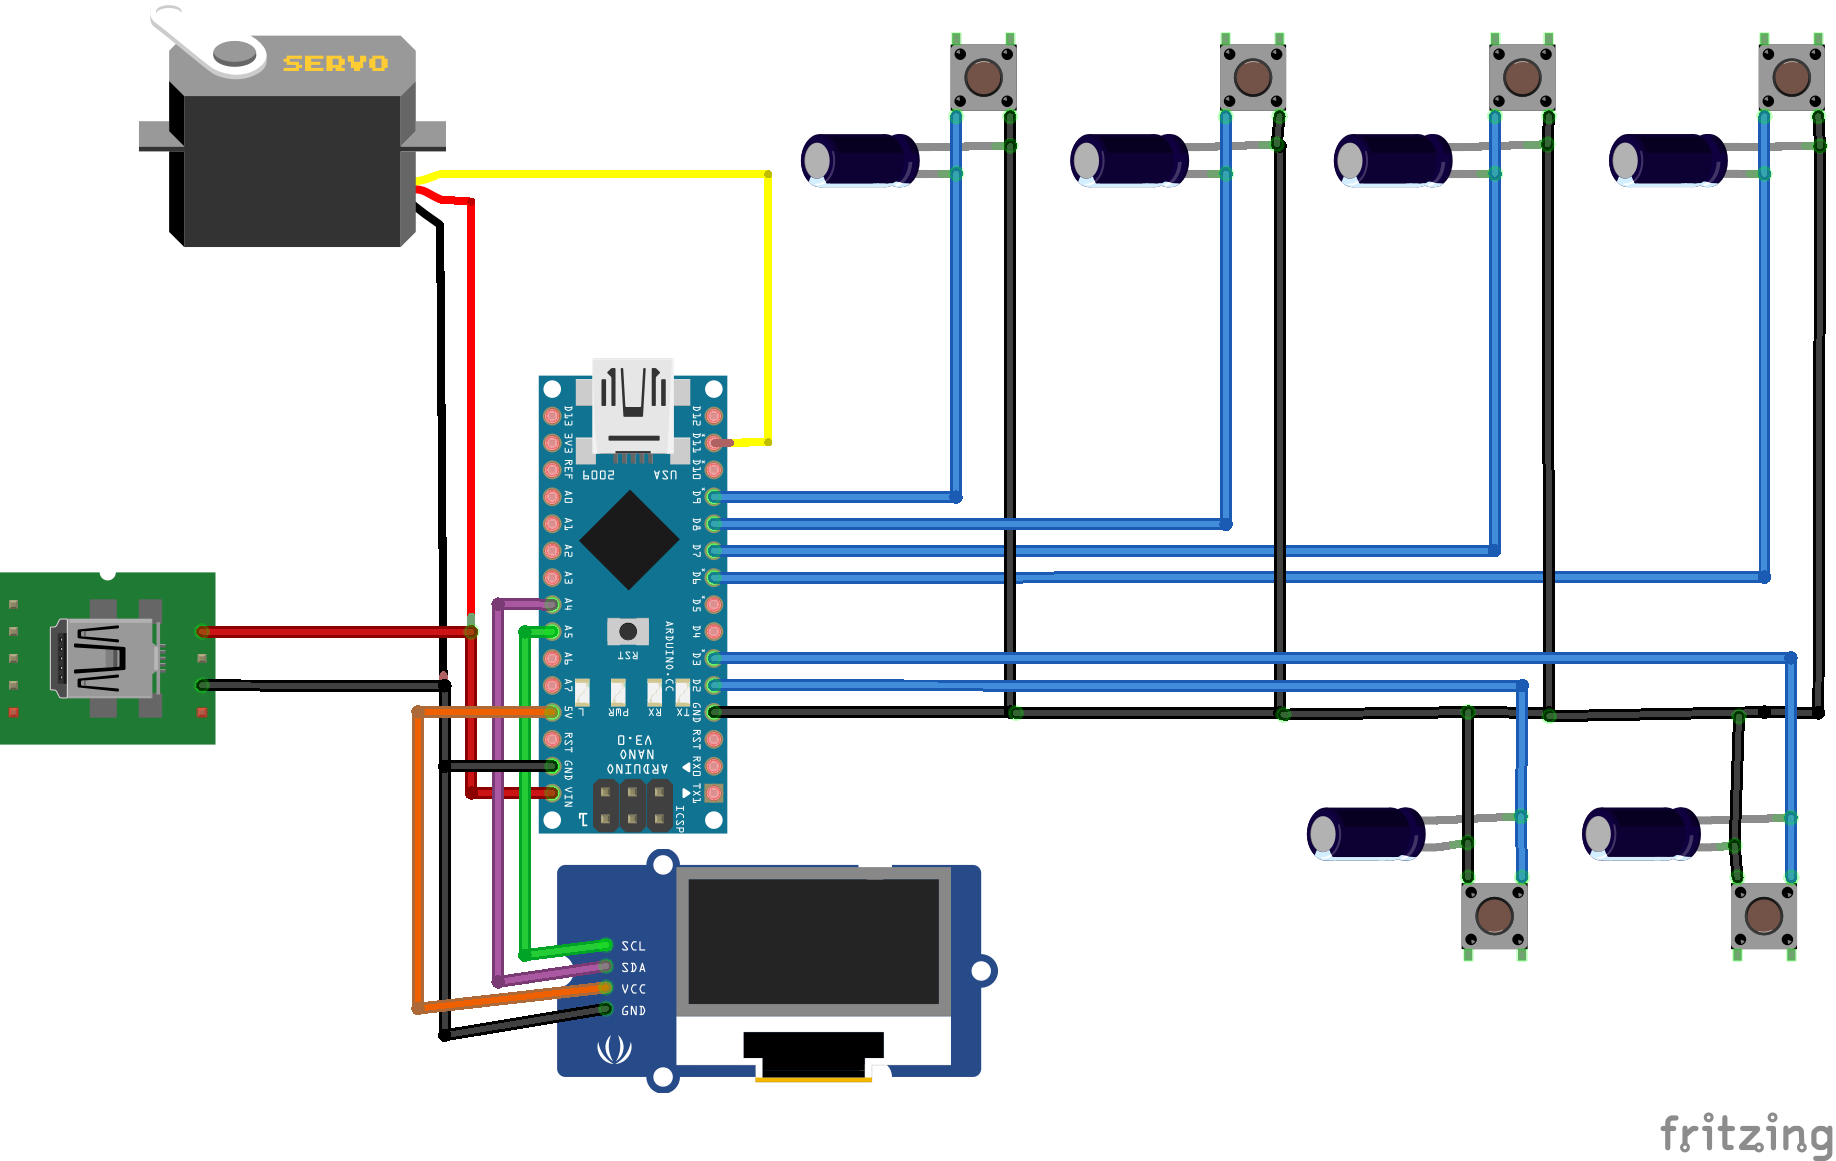 SERVO
D13
3V3
REF
A0
A1
A2
A3
A4
A5
A6
A7
5V
RST
GND
VIN
D12
D11
D10
D9
D8
D7
D6
D5
D4
D3
D2
GND
RST
RX0
TX1
2009
USA
RST
ARDUINO.CC
L
PWR
RX
TX
V3.0
NANO
ARDUINO
1
ICSP
SCL
SDA
VCC
GND
fritzing